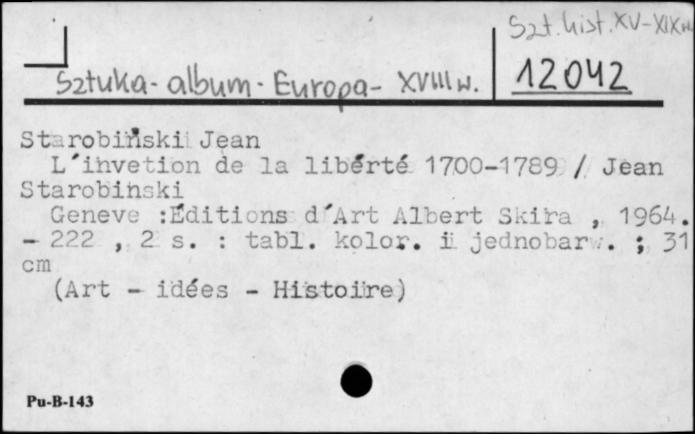 Szt. hist. XV-XIX w.
Sztuka - album - Europa - XVIII w.
12042
Starobiński Jean
L'invetion de la libérté 1700-1789 / Jean
Starobinski
Geneve :Éditions d'Art Albert Skira , 1964.
- 222 , 2 s. : tabl. kolor. i jednobarw. ; 31
cm
(Art - idées - Histoire)
Pu-B-143